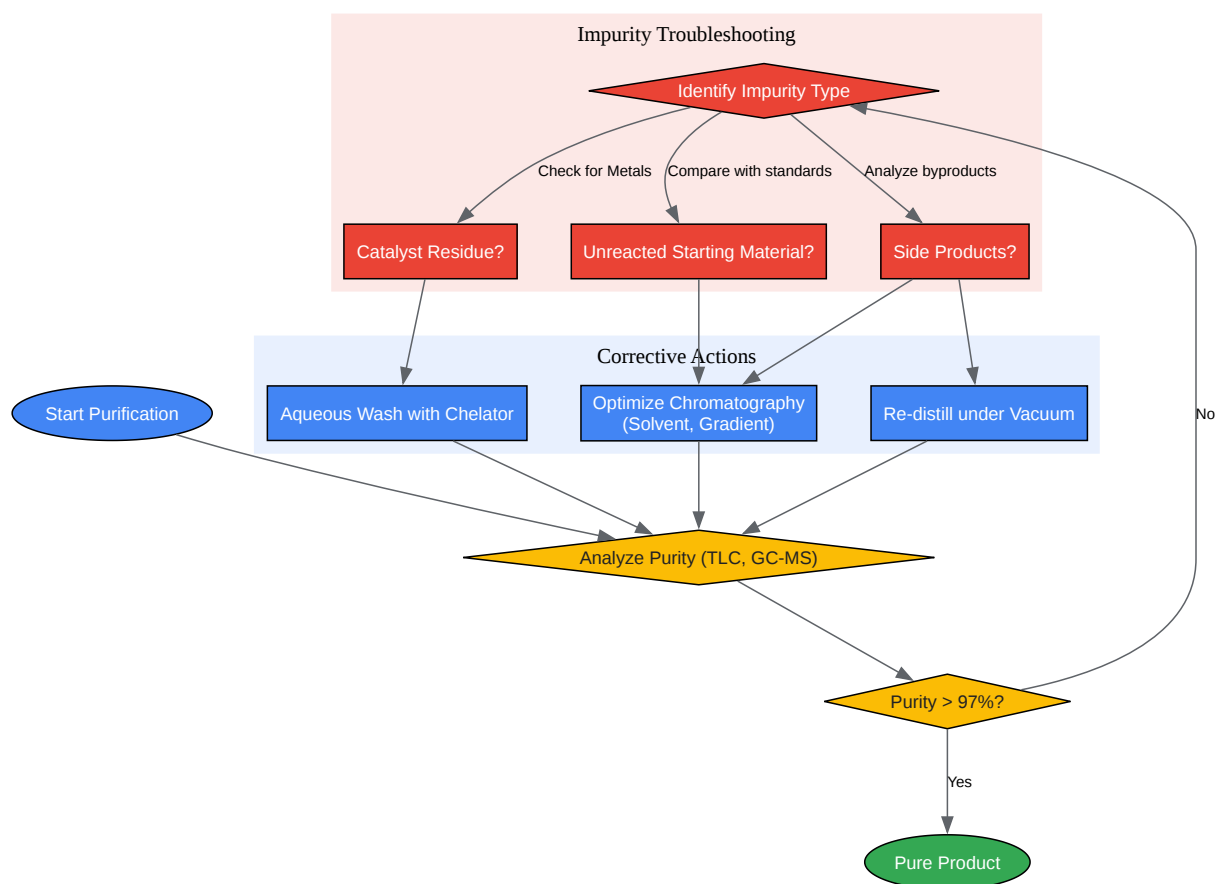 Impurity Troubleshooting
Identify Impurity Type
Check for Metals
Compare with standards
Analyze byproducts
Catalyst Residue?
Unreacted Starting Material?
Side Products?
Corrective Actions
Start Purification
Aqueous Wash with Chelator
Optimize Chromatography
(Solvent, Gradient)
Re-distill under Vacuum
No
Analyze Purity (TLC, GC-MS)
Purity > 97%?
Yes
Pure Product